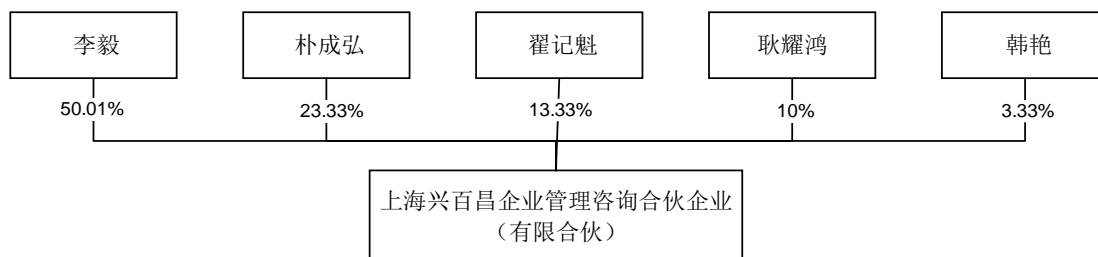 李毅
朴成弘
翟记魁
耿耀鸿
韩艳
50.01%
23.33%
13.33%
10%
3.33%
上海兴百昌企业管理咨询合伙企业
（有限合伙）